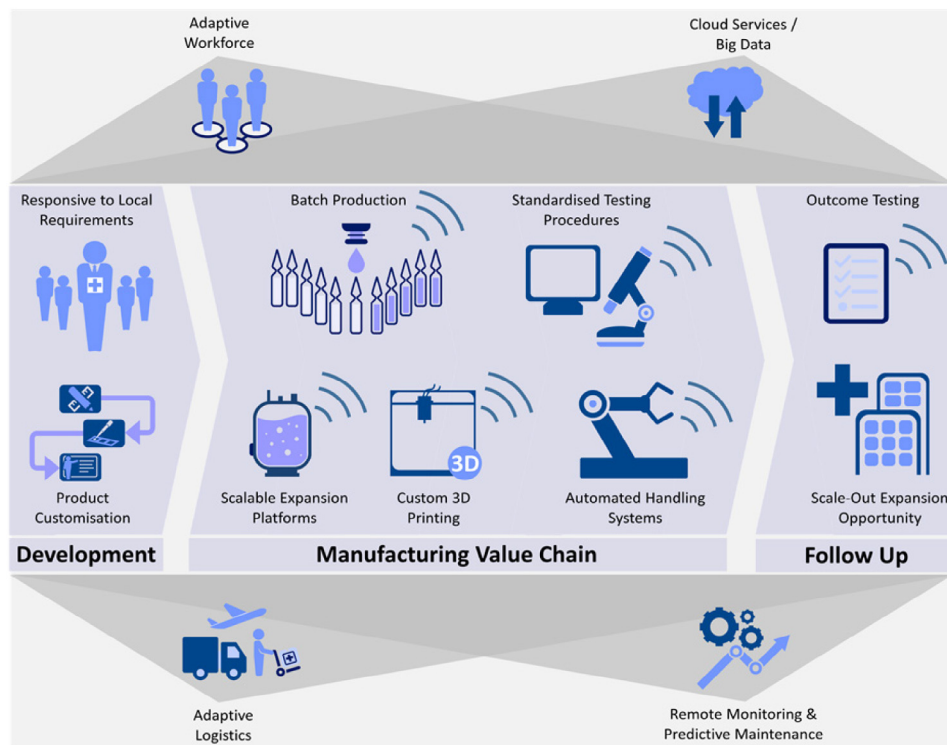 Adaptive
Workforce
Cloud Services /
Big Data
Responsive to Local
Requirements
Batch Production
Standardised Testing
Procedures
Outcome Testing
3D
Product
Customisation
Scalable Expansion
Platforms
Custom 3D
Printing
Automated Handling
Systems
Scale-Out Expansion
Opportunity
Development
Manufacturing Value Chain
Follow Up
Adaptive
Logistics
Remote Monitoring &
Predictive Maintenance